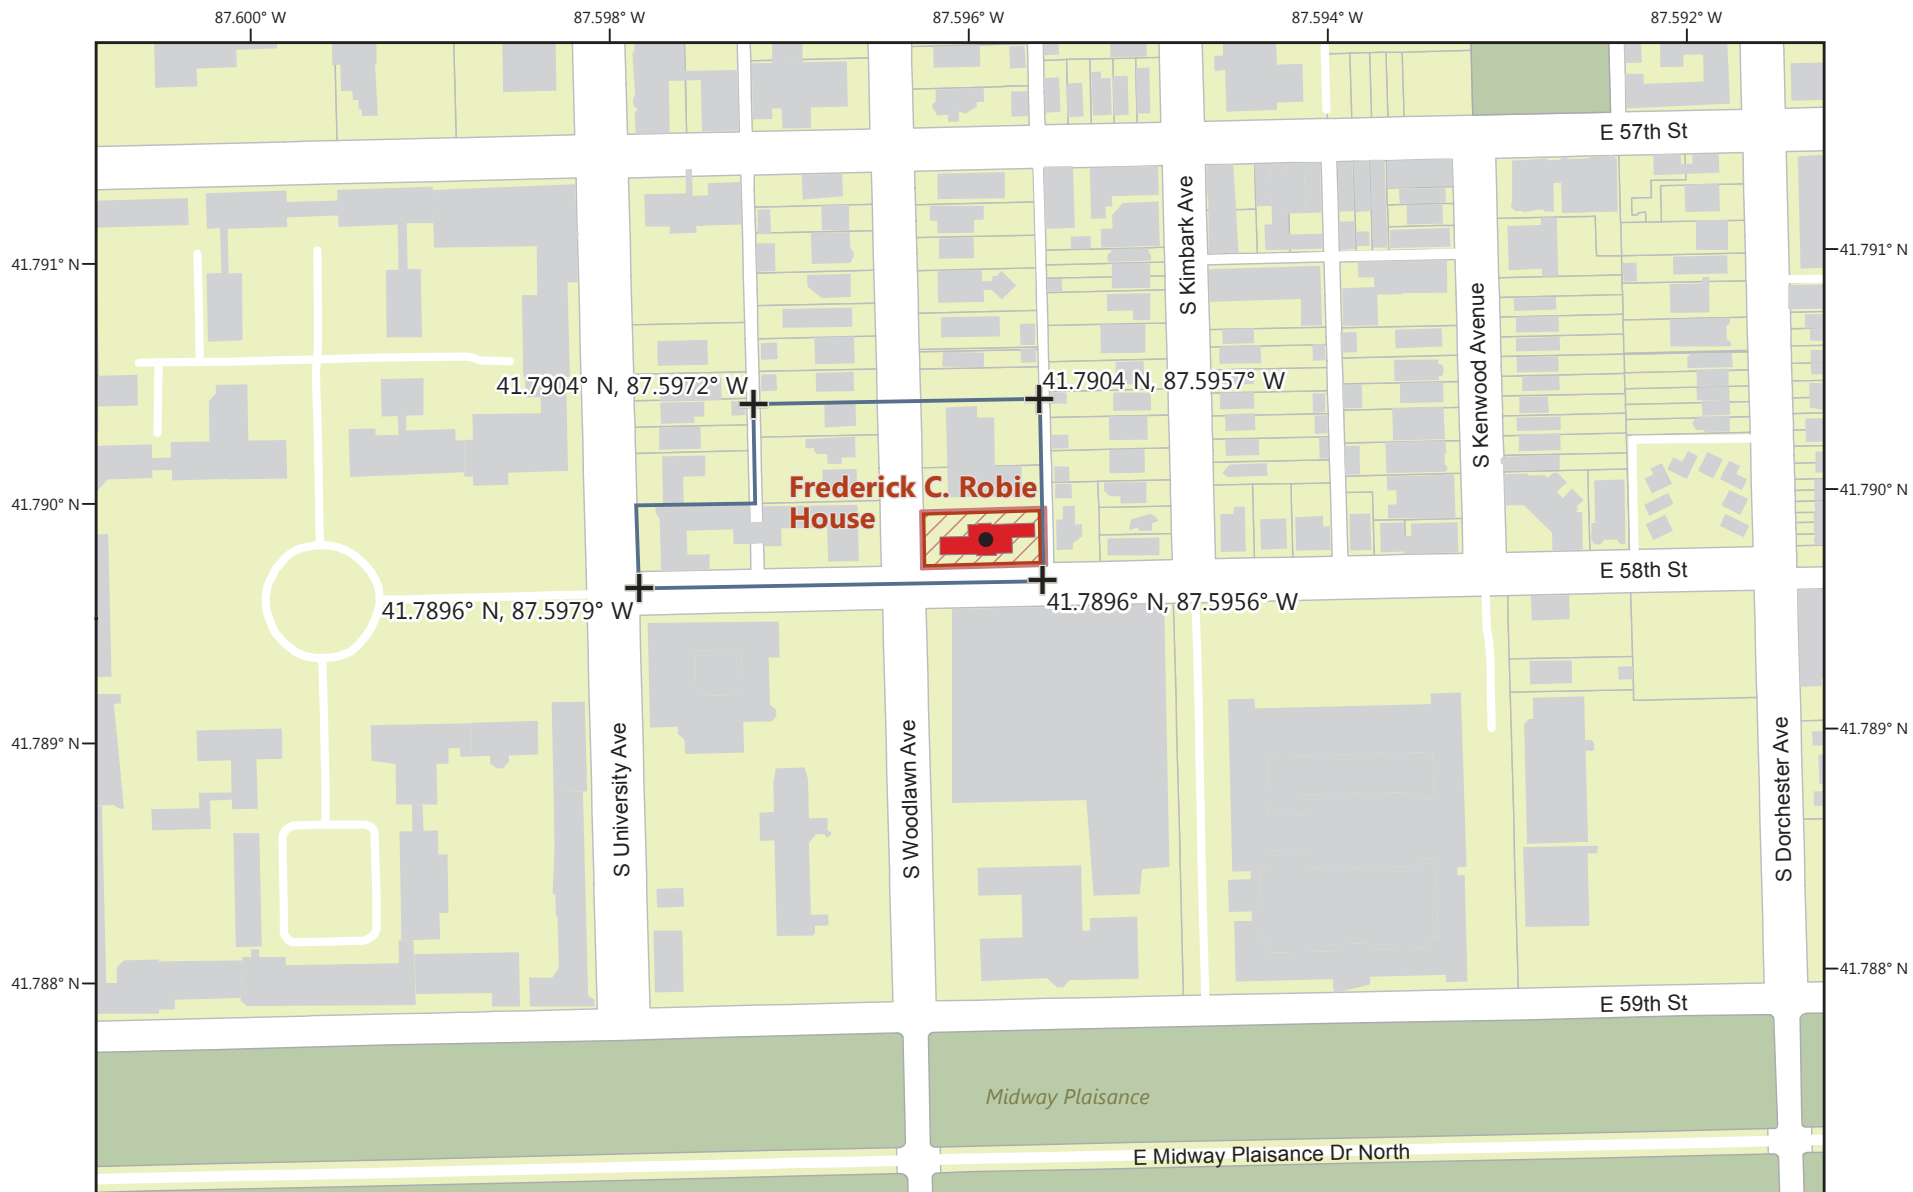 87.600° W
87.598° W
87.596° W
87.594° W
87.592° W
E 57th St
S Kimbark Ave
41.791° N
41.791° N
S Kenwood Avenue
41.7904° N, 87.5972° W
41.7904 N, 87.5957° W
Frederick C. Robie
House
41.790° N
41.790° N
E 58th St
41.7896° N, 87.5979° W
41.7896° N, 87.5956° W
S University Ave
S Woodlawn Ave
S Dorchester Ave
41.789° N
41.789° N
41.788° N
41.788° N
E 59th St
Midway Plaisance
E Midway Plaisance Dr North